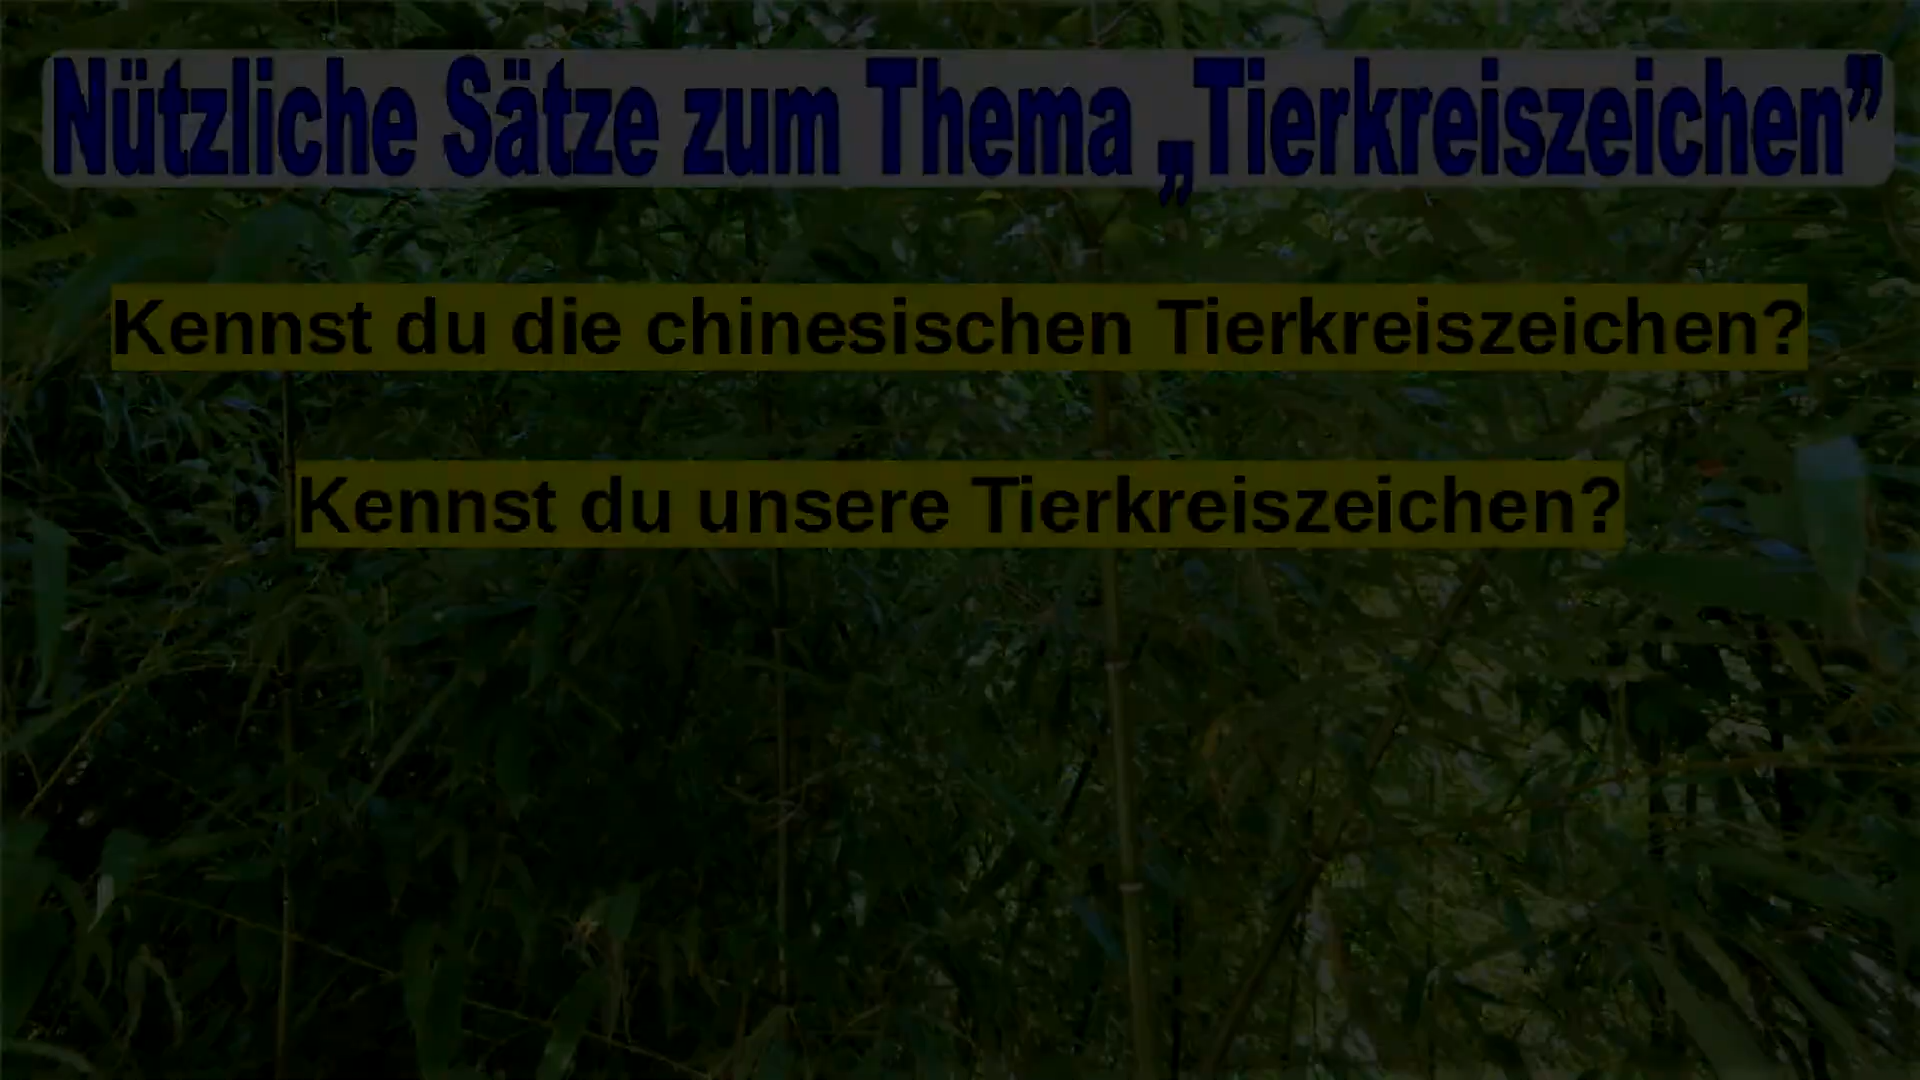 Nützliche Sätze zum Thema „Tierkreiszeichen”
Kennst du die chinesischen Tierkreiszeichen?
Kennst du unsere Tierkreiszeichen?